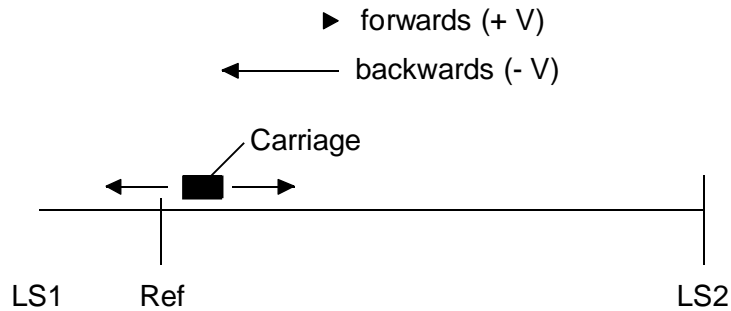 forwards (+ V)
backwards (- V)
Carriage
LS1 Ref LS2